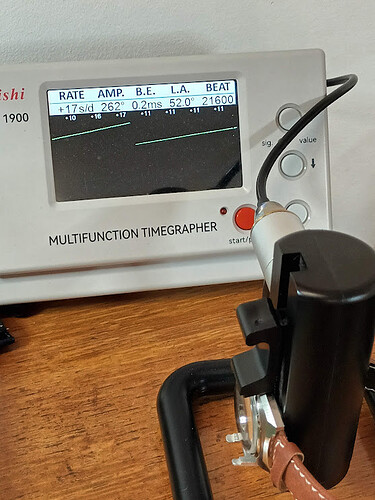 ishi
1900
RATE AMP. B.E. L.A. BEAT
+17s/d 262° 0.2ms 52.0° 21600
+10 +16 +17 +11 +11 +11 +11
sig. value
MULTIFUNCTION TIMEGRAPHER
start/